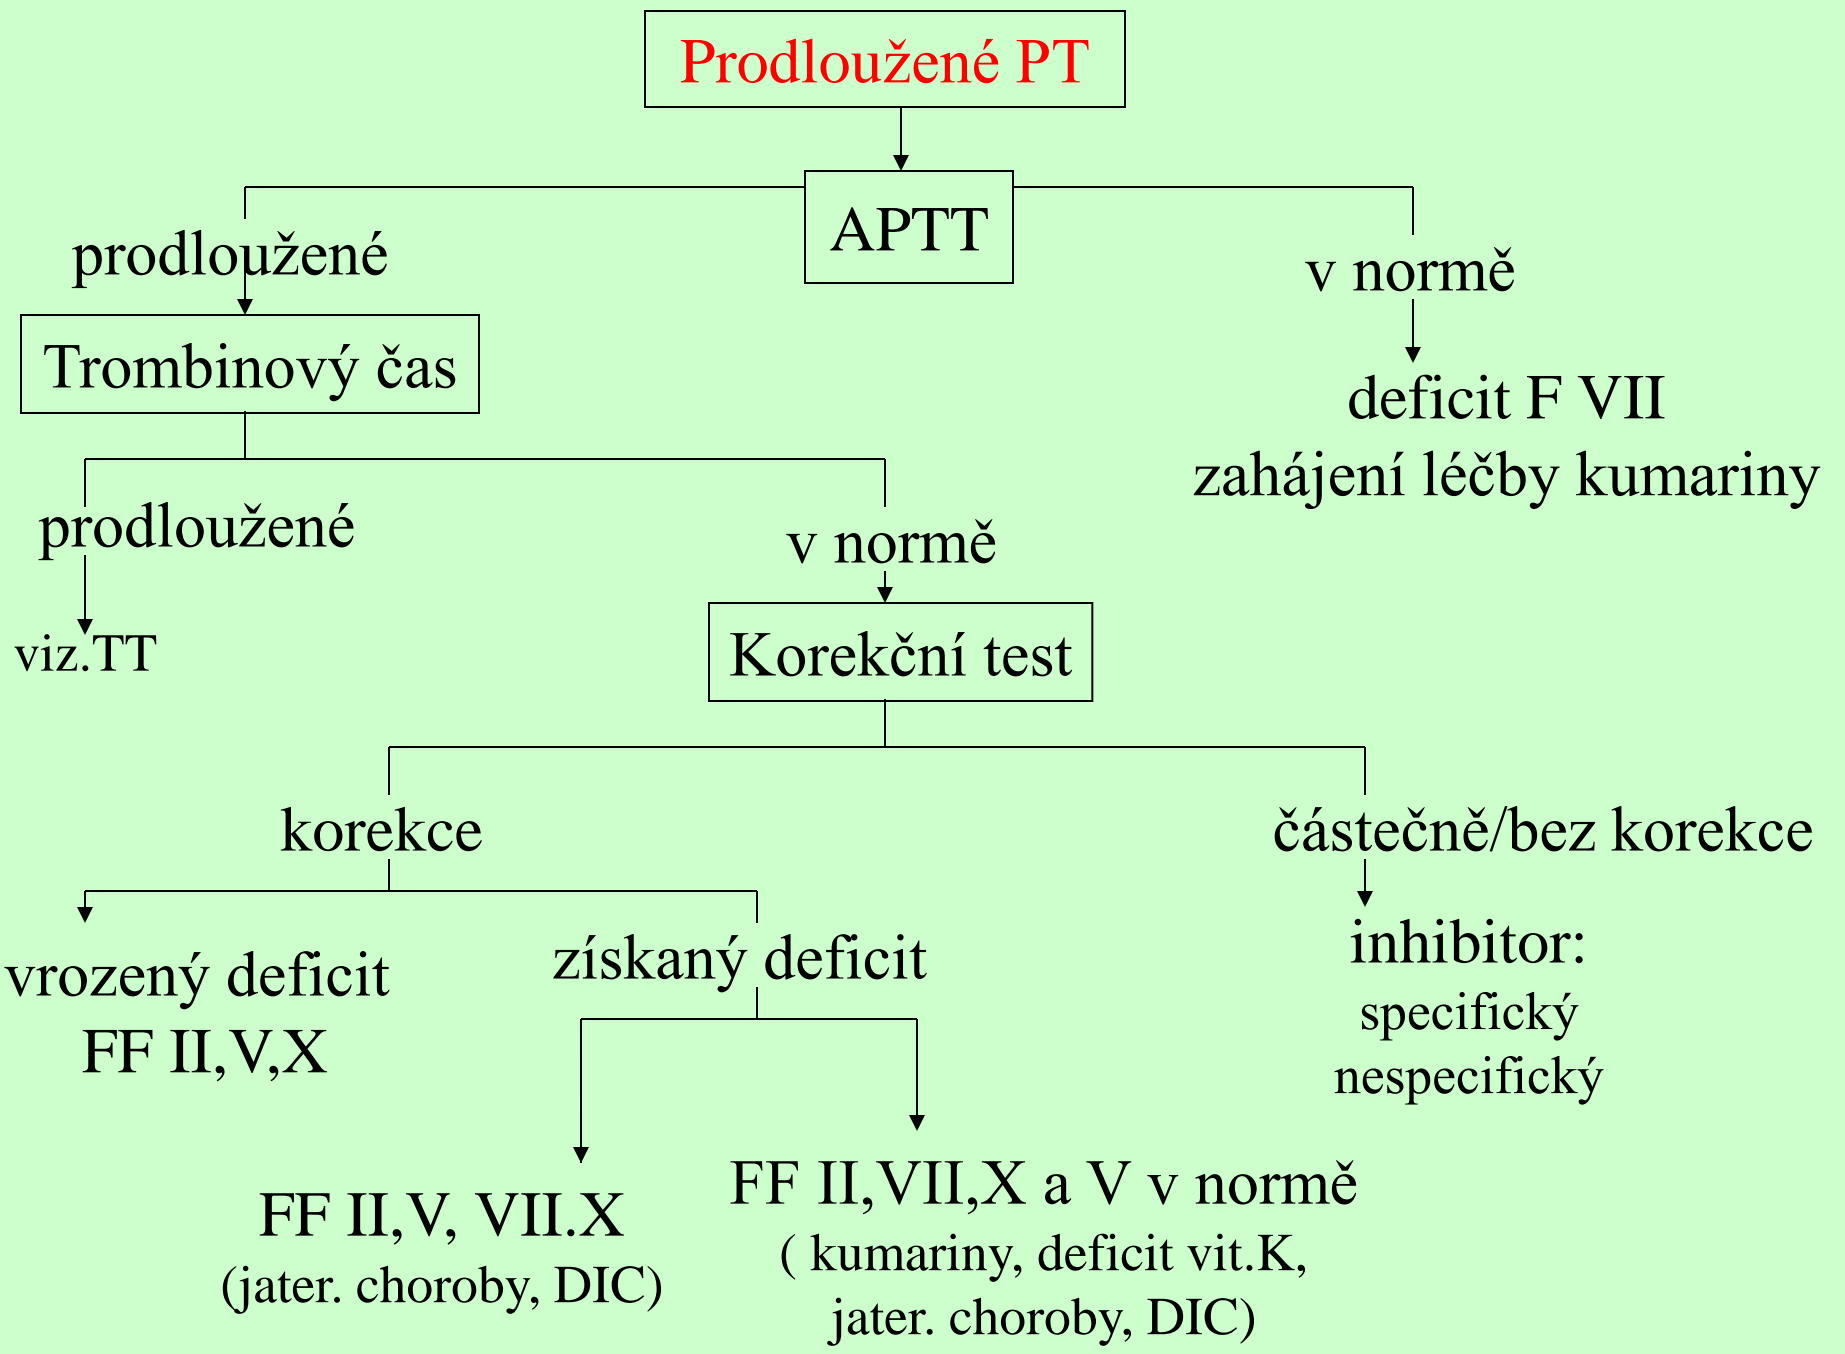 Prodloužené PT
APTT
prodloužené
v normě
Trombinový čas
deficit F VII
zahájení léčby kumariny
prodloužené
v normě
viz.TT
Korekční test
korekce
částečně/bez korekce
vrozený deficit
FF II,V,X
získaný deficit
inhibitor:
specifický
nespecifický
FF II,V, VII.X
(jater. choroby, DIC)
FF II,VII,X a V v normě
( kumariny, deficit vit.K,
jater. choroby, DIC)